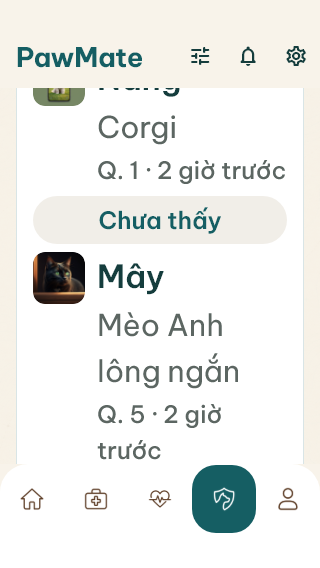 PawMate
Corgi
Q. 1 · 2 giờ trước
Chưa thấy
Mây
Mèo Anh
lông ngắn
Q. 5 · 2 giờ
trước